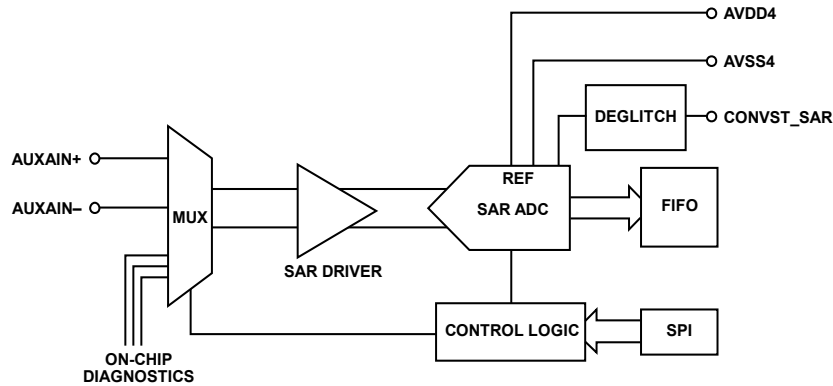 AVDD4
AVSS4
DEGLITCH
CONVST_SAR
AUXAIN+
REF
MUX
SAR ADC
FIFO
AUXAIN–
SAR DRIVER
CONTROL LOGIC
SPI
ON-CHIP
DIAGNOSTICS